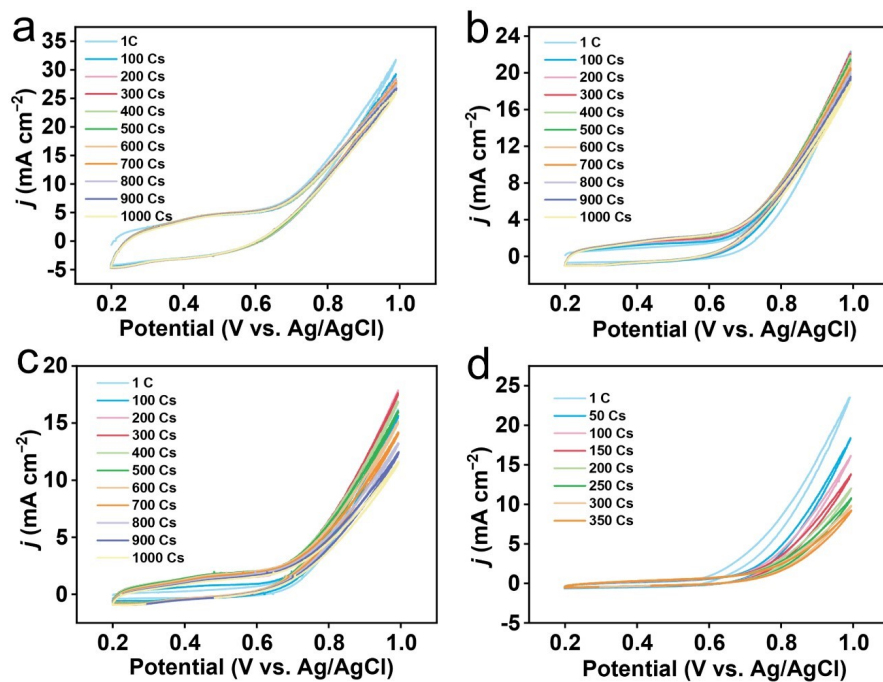 a
35
30
25
20
15
10
5
0
-5
j (mA cm−2)
1C
100 Cs
200 Cs
300 Cs
400 Cs
500 Cs
600 Cs
700 Cs
800 Cs
900 Cs
1000 Cs
0.2 0.4 0.6 0.8 1.0
Potential (V vs. Ag/AgCl)
b
24
20
16
12
8
4
0
j (mA cm−2)
1 C
100 Cs
200 Cs
300 Cs
400 Cs
500 Cs
600 Cs
700 Cs
800 Cs
900 Cs
1000 Cs
0.2 0.4 0.6 0.8 1.0
Potential (V vs. Ag/AgCl)
c
20
15
10
5
0
j (mA cm−2)
1 C
100 Cs
200 Cs
300 Cs
400 Cs
500 Cs
600 Cs
700 Cs
800 Cs
900 Cs
1000 Cs
0.2 0.4 0.6 0.8 1.0
Potential (V vs. Ag/AgCl)
d
25
20
15
10
5
0
-5
j (mA cm−2)
1 C
50 Cs
100 Cs
150 Cs
200 Cs
250 Cs
300 Cs
350 Cs
0.2 0.4 0.6 0.8 1.0
Potential (V vs. Ag/AgCl)